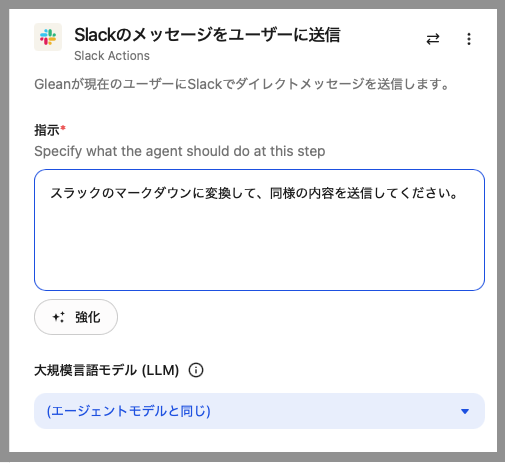 Slackのメッセージをユーザーに送信
Slack Actions
Gleanが現在のユーザーにSlackでダイレクトメッセージを送信します。
指示*
Specify what the agent should do at this step
スラックのマークダウンに変換して、同様の内容を送信してください。
強化
大規模言語モデル (LLM)
(エージェントモデルと同じ)